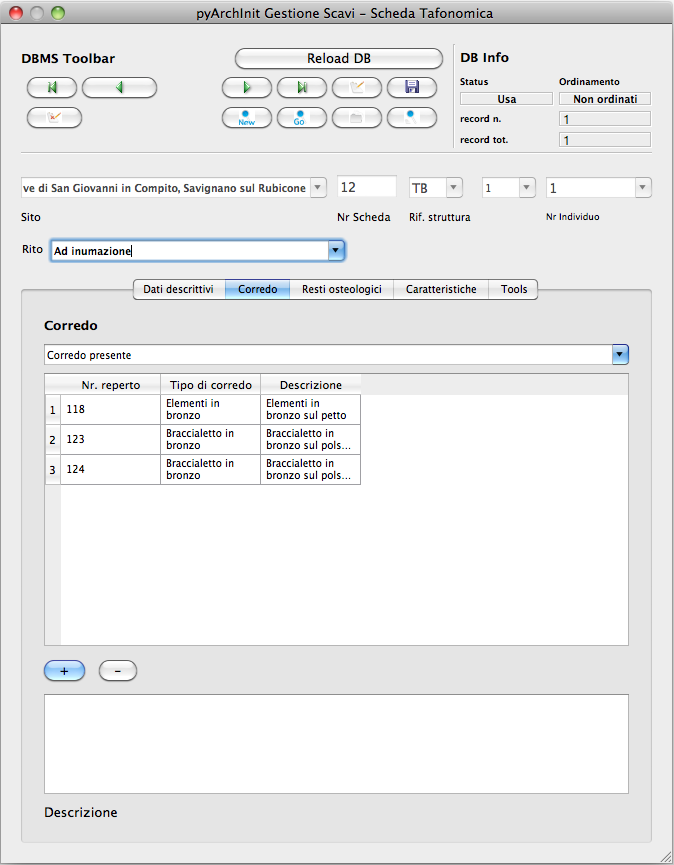 pyArchInit Gestione Scavi - Scheda Tafonomica
DBMS Toolbar
Reload DB
DB Info
Status
Ordinamento
Usa
Non ordinati
record n.
1
record tot.
1
New
Go
ve di San Giovanni in Compito, Savignano sul Rubicone
12
TB
1
1
Sito
Nr Scheda
Rif. struttura
Nr Individuo
Rito
Ad inumazione
Dati descrittivi
Corredo
Resti osteologici
Caratteristiche
Tools
Corredo
Corredo presente
Nr. reperto
Tipo di corredo
Descrizione
1
118
Elementi in
bronzo
Elementi in
bronzo sul petto
2
123
Braccialetto in
bronzo
Braccialetto in
bronzo sul pols...
3
124
Braccialetto in
bronzo
Braccialetto in
bronzo sul pols...
+
-
Descrizione